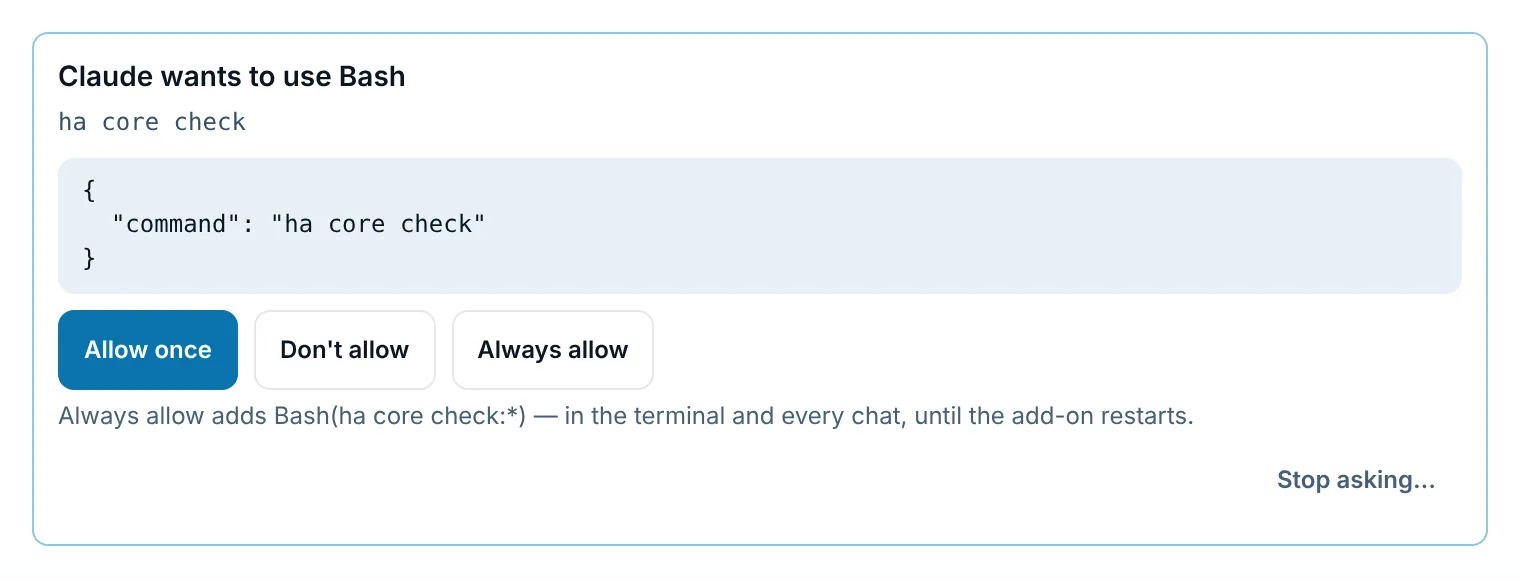 Claude wants to use Bash
ha core check
{
  "command": "ha core check"
}
Allow once
Don't allow
Always allow
Always allow adds Bash(ha core check:*) — in the terminal and every chat, until the add-on restarts.
Stop asking...